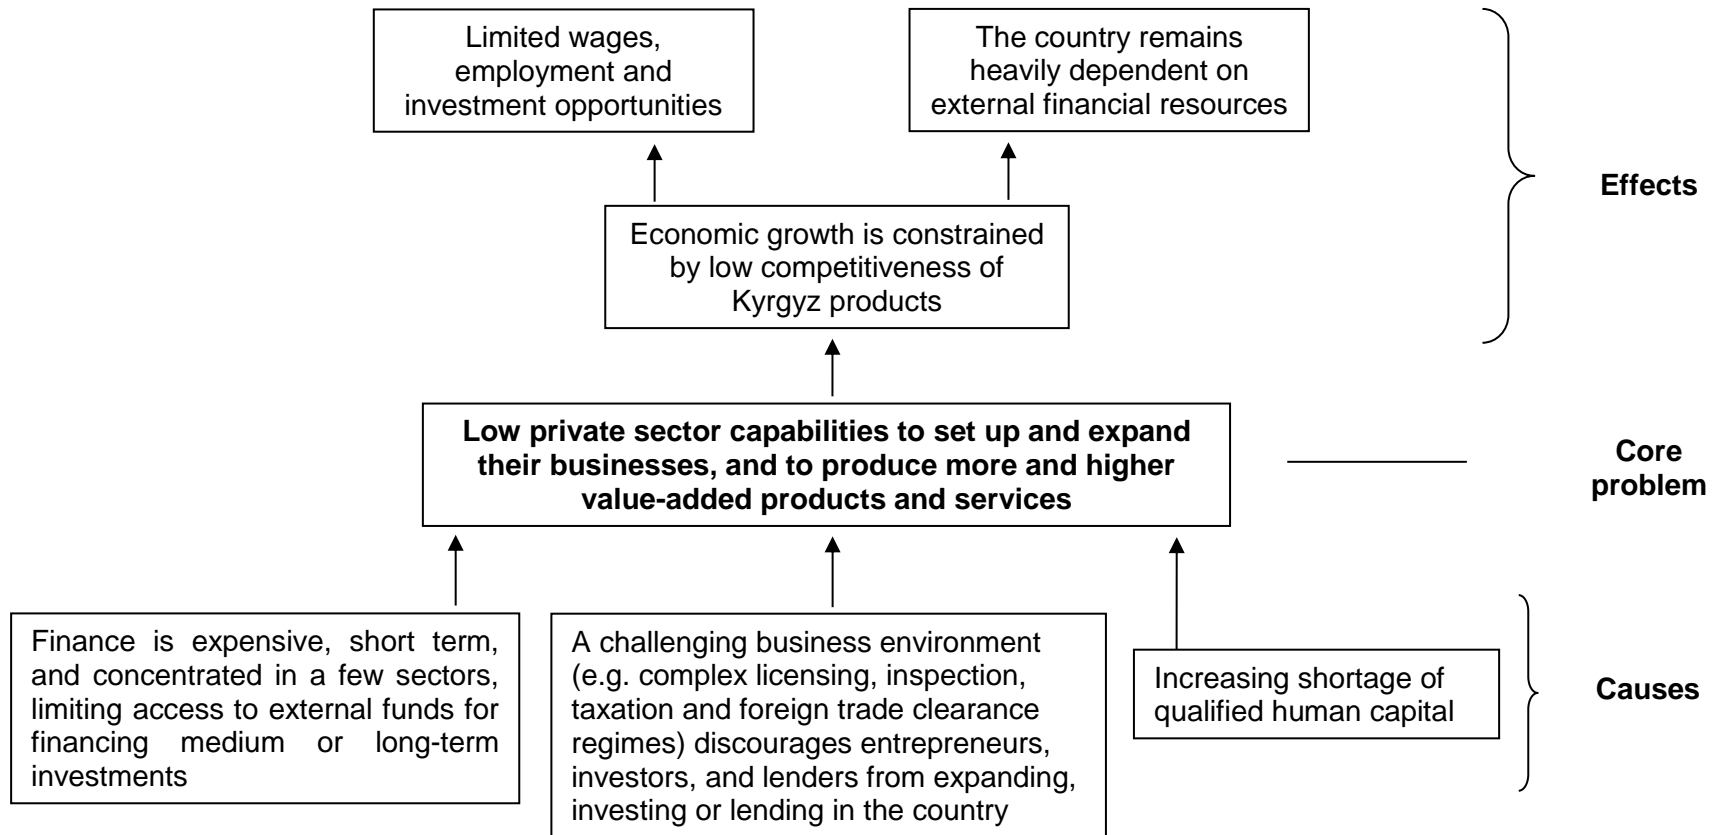 Limited wages,
employment and
investment opportunities
The country remains
heavily dependent on
external financial resources
Effects
Economic growth is constrained
by low competitiveness of
Kyrgyz products
Low private sector capabilities to set up and expand
their businesses, and to produce more and higher
value-added products and services
Core
problem
Finance is expensive, short term,
and concentrated in a few sectors,
limiting access to external funds for
financing medium or long-term
investments
A challenging business environment
(e.g. complex licensing, inspection,
taxation and foreign trade clearance
regimes) discourages entrepreneurs,
investors, and lenders from expanding,
investing or lending in the country
Increasing shortage of
qualified human capital
Causes